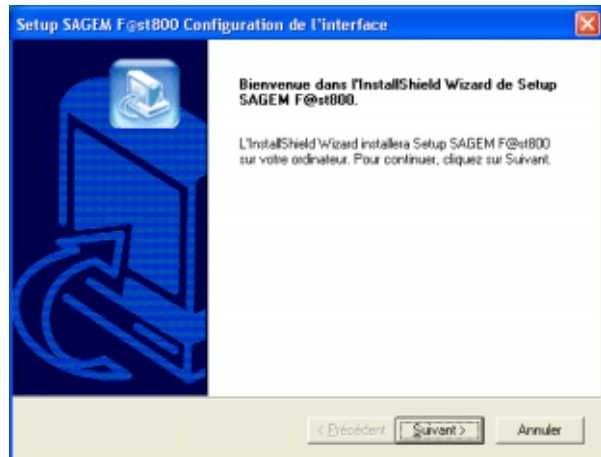 Setup SAGEM F@st800 Configuration de l'interface
Bienvenue dans l'InstallShield Wizard de Setup
SAGEM F@st800.
L'InstallShield Wizard installera Setup SAGEM F@st800
sur votre ordinateur. Pour continuer, cliquez sur Suivant.
< Précédent Suivant > Annuler